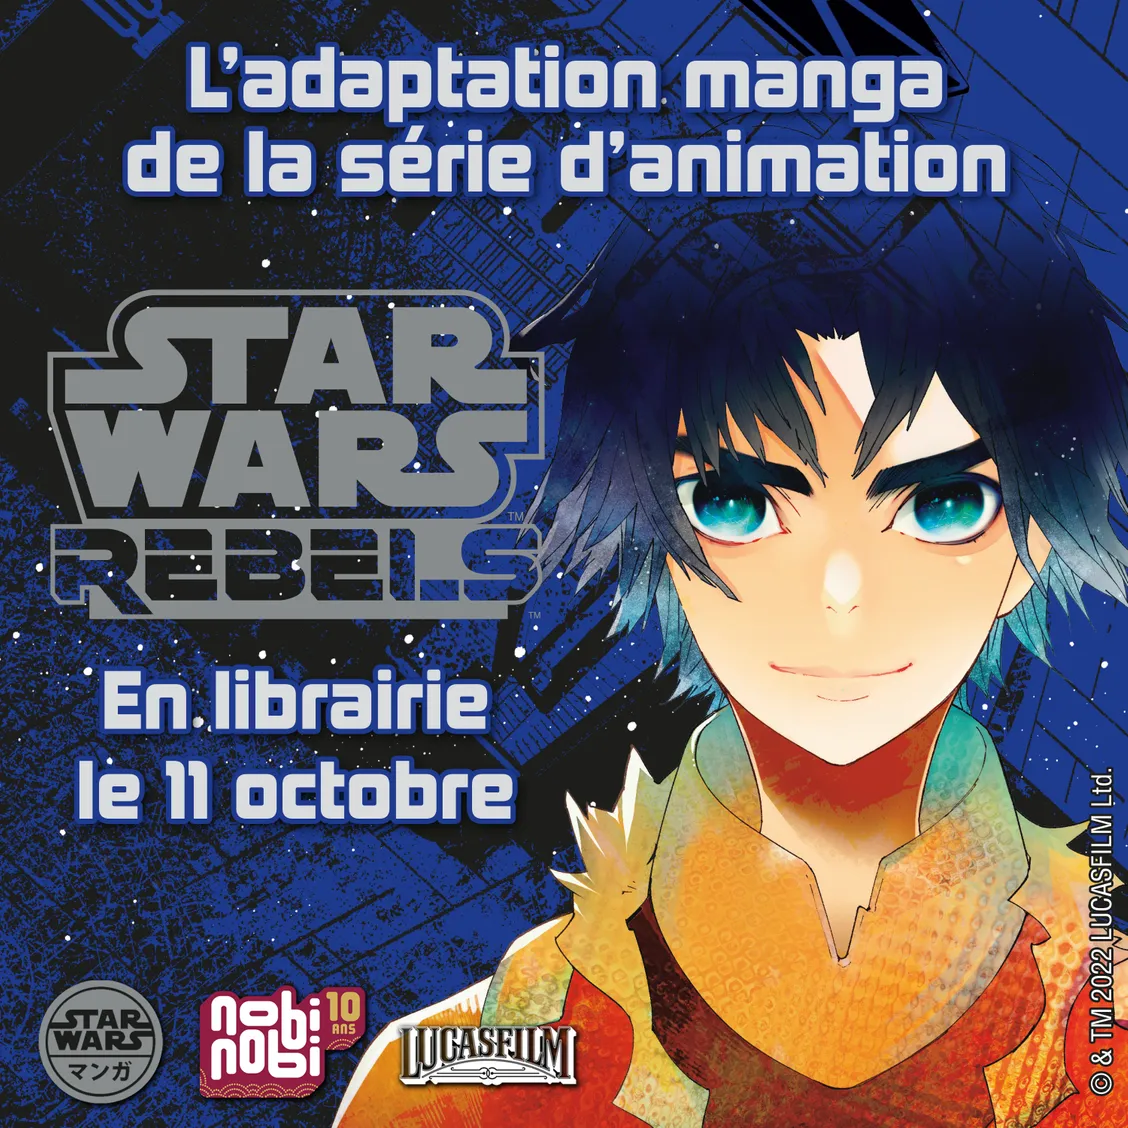 L'adaptation manga
de la série d'animation
STAR
WARS
TM
REBELS
TM
En librairie
le 11 octobre
STAR
WARS
マンガ
nobi
nobi
10
ANS
LUCASFILM
© & TM 2022 LUCASFILM Ltd.